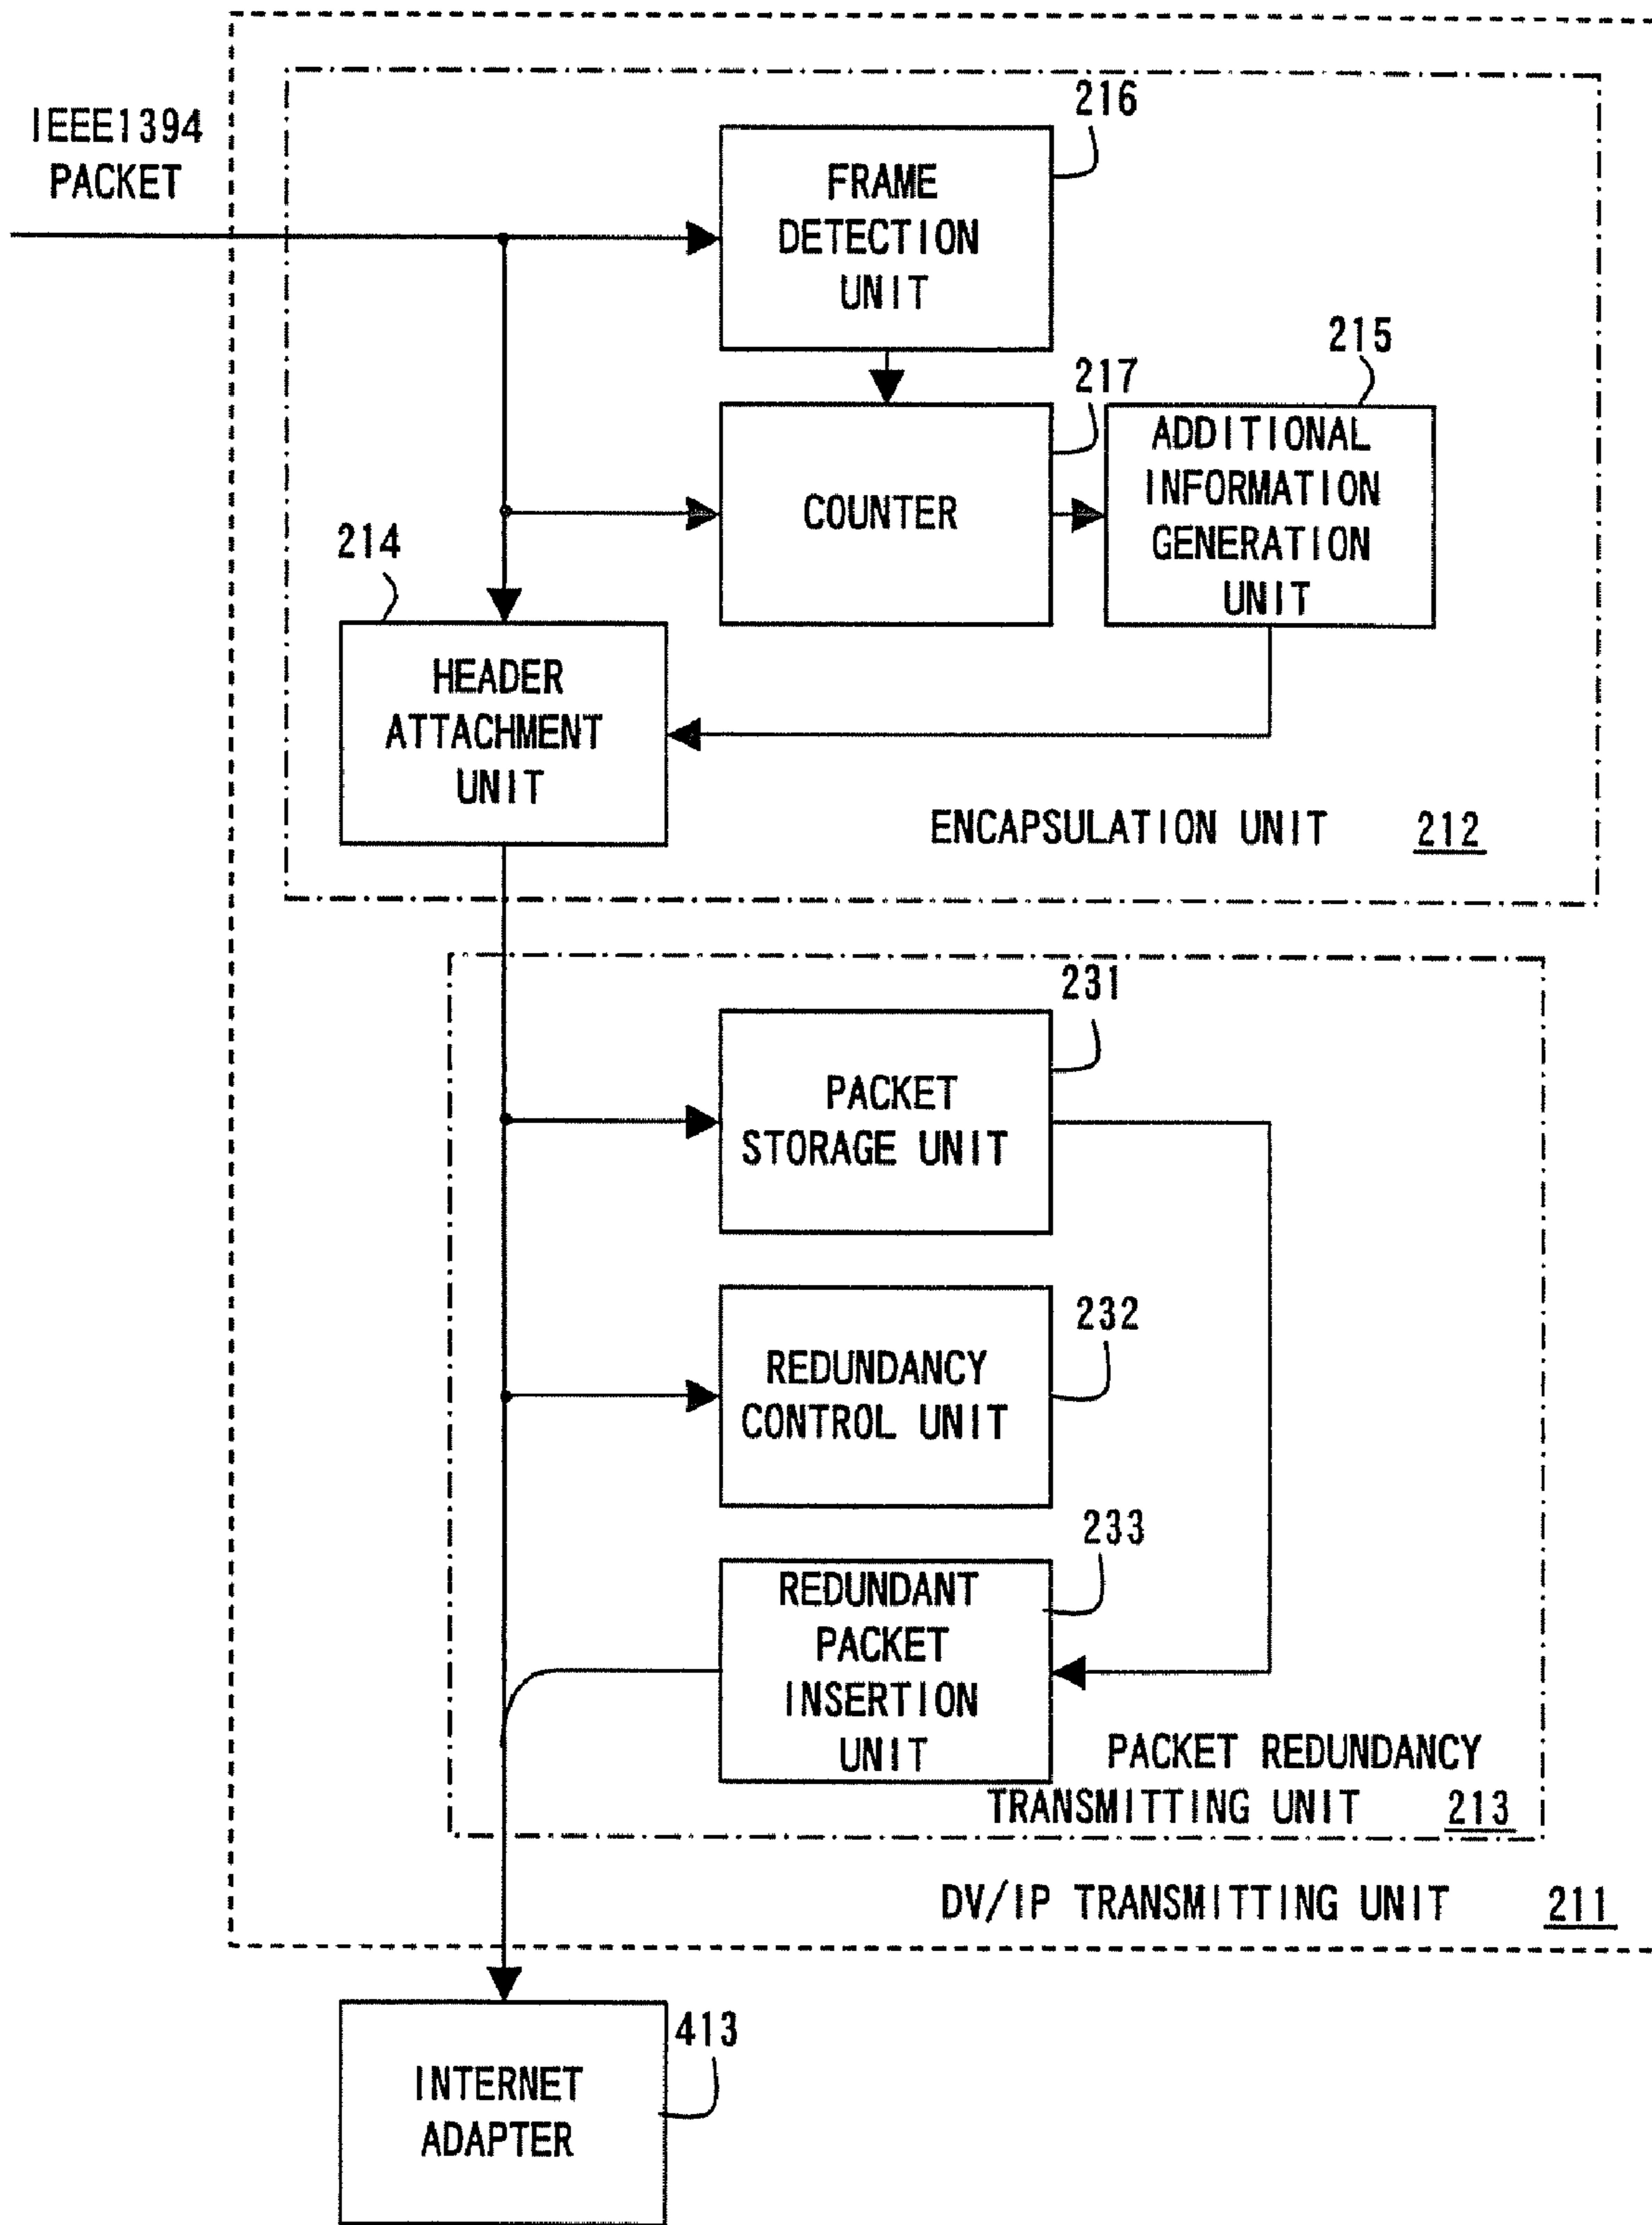 IEEE1394
PACKET
216
FRAME
DETECTION
UNIT
217
COUNTER
215
ADDITIONAL
INFORMATION
GENERATION
UNIT
214
HEADER
ATTACHMENT
UNIT
ENCAPSULATION UNIT 212
231
PACKET
STORAGE UNIT
232
REDUNDANCY
CONTROL UNIT
233
REDUNDANT
PACKET
INSERTION
UNIT
PACKET REDUNDANCY
TRANSMITTING UNIT 213
DV/IP TRANSMITTING UNIT 211
413
INTERNET
ADAPTER